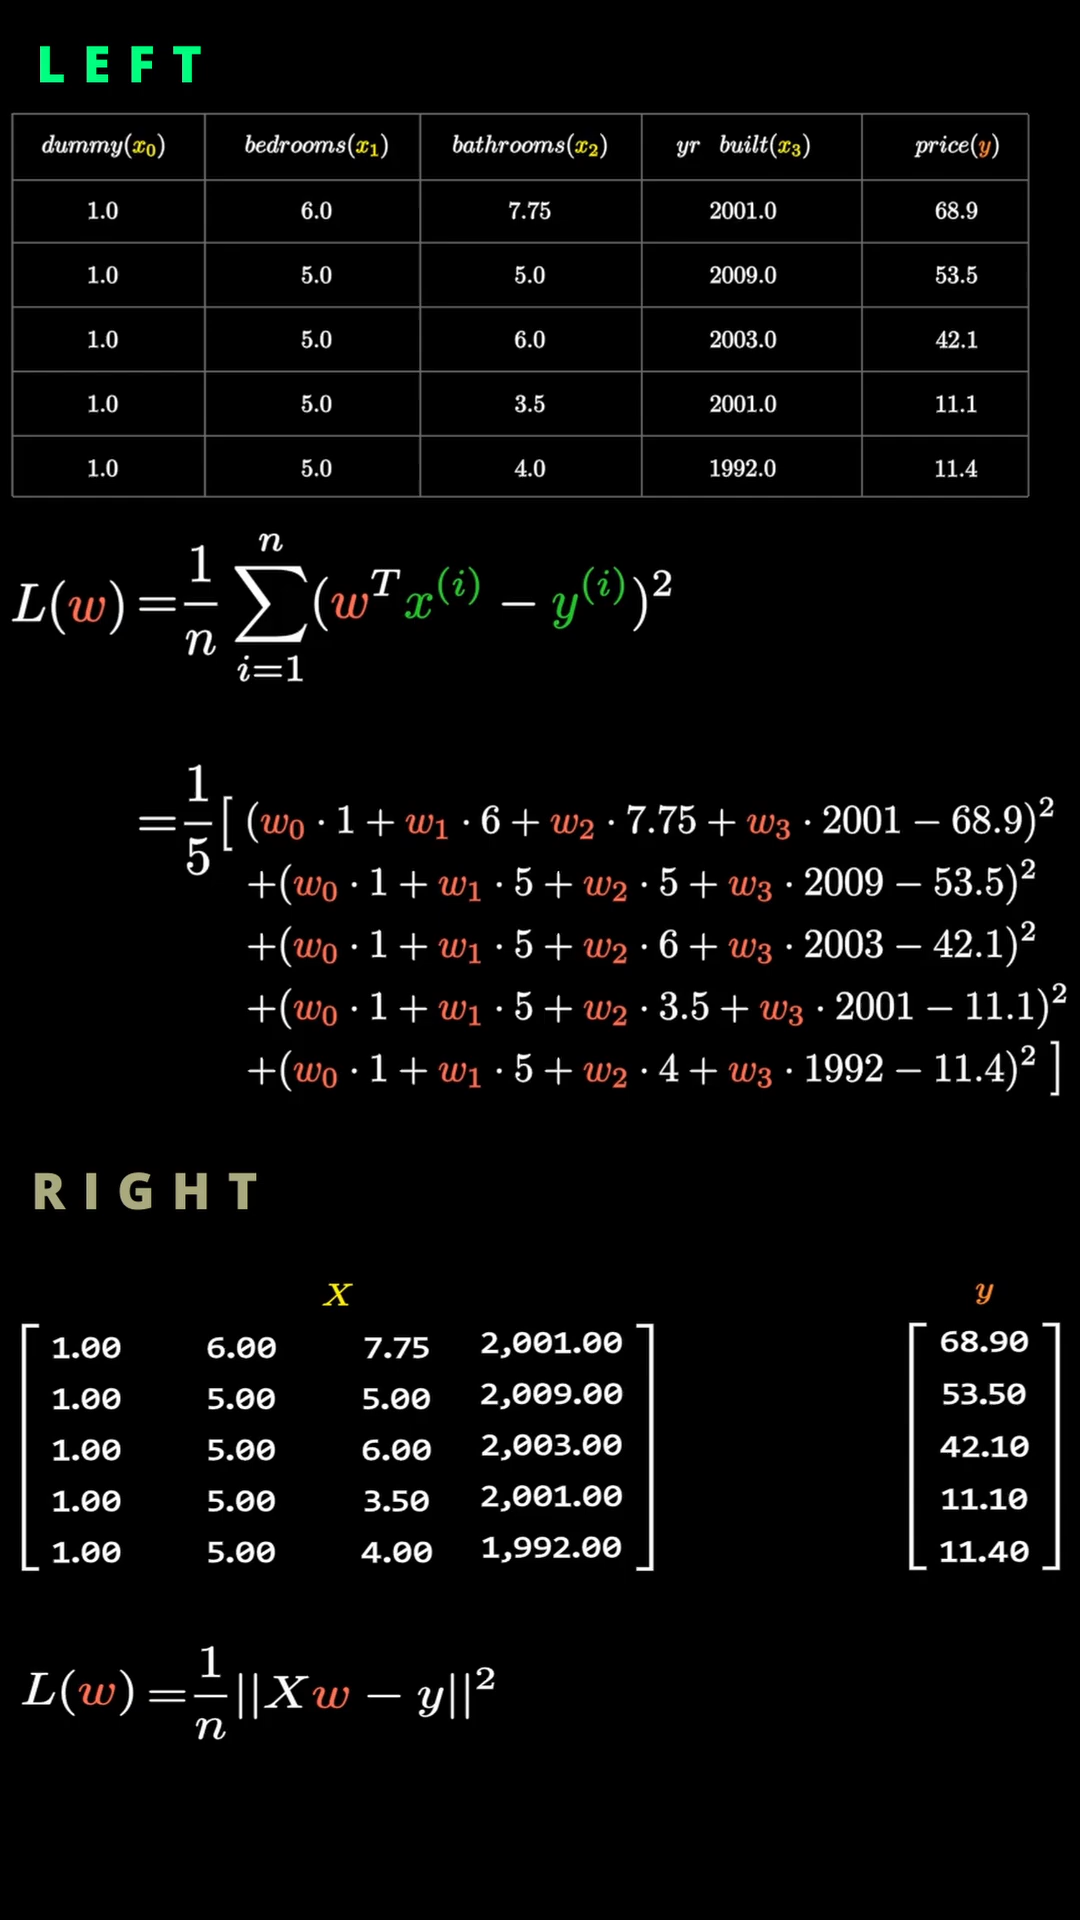 LEFT
dummy(x₀) bedrooms(x₁) bathrooms(x₂) yr built(x₃) price(y)
1.0 6.0 7.75 2001.0 68.9
1.0 5.0 5.0 2009.0 53.5
1.0 5.0 6.0 2003.0 42.1
1.0 5.0 3.5 2001.0 11.1
1.0 5.0 4.0 1992.0 11.4
L(w) = 1/n ∑ᵢ₌₁ⁿ (wᵀx⁽ⁱ⁾ − y⁽ⁱ⁾)²
= 1/5 [ (w₀ · 1 + w₁ · 6 + w₂ · 7.75 + w₃ · 2001 − 68.9)²
+(w₀ · 1 + w₁ · 5 + w₂ · 5 + w₃ · 2009 − 53.5)²
+(w₀ · 1 + w₁ · 5 + w₂ · 6 + w₃ · 2003 − 42.1)²
+(w₀ · 1 + w₁ · 5 + w₂ · 3.5 + w₃ · 2001 − 11.1)²
+(w₀ · 1 + w₁ · 5 + w₂ · 4 + w₃ · 1992 − 11.4)² ]
RIGHT
X y
1.00 6.00 7.75 2,001.00 68.90
1.00 5.00 5.00 2,009.00 53.50
1.00 5.00 6.00 2,003.00 42.10
1.00 5.00 3.50 2,001.00 11.10
1.00 5.00 4.00 1,992.00 11.40
L(w) = 1/n ||Xw − y||²